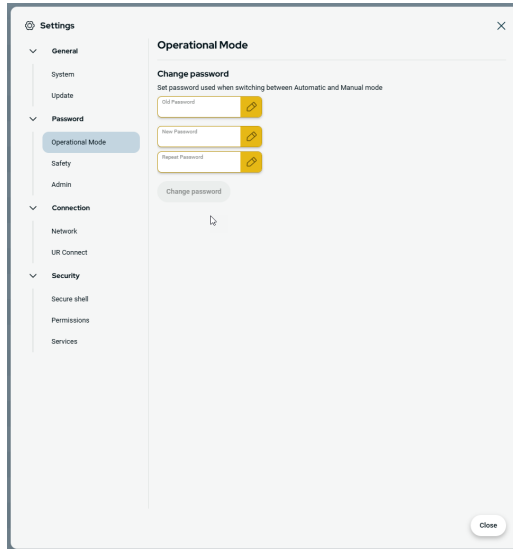 Settings
General
System
Update
Password
Operational Mode
Safety
Admin
Connection
Network
UR Connect
Security
Secure shell
Permissions
Services
Operational Mode
Change password
Set password used when switching between Automatic and Manual mode
Old Password
New Password
Repeat Password
Change password
Close